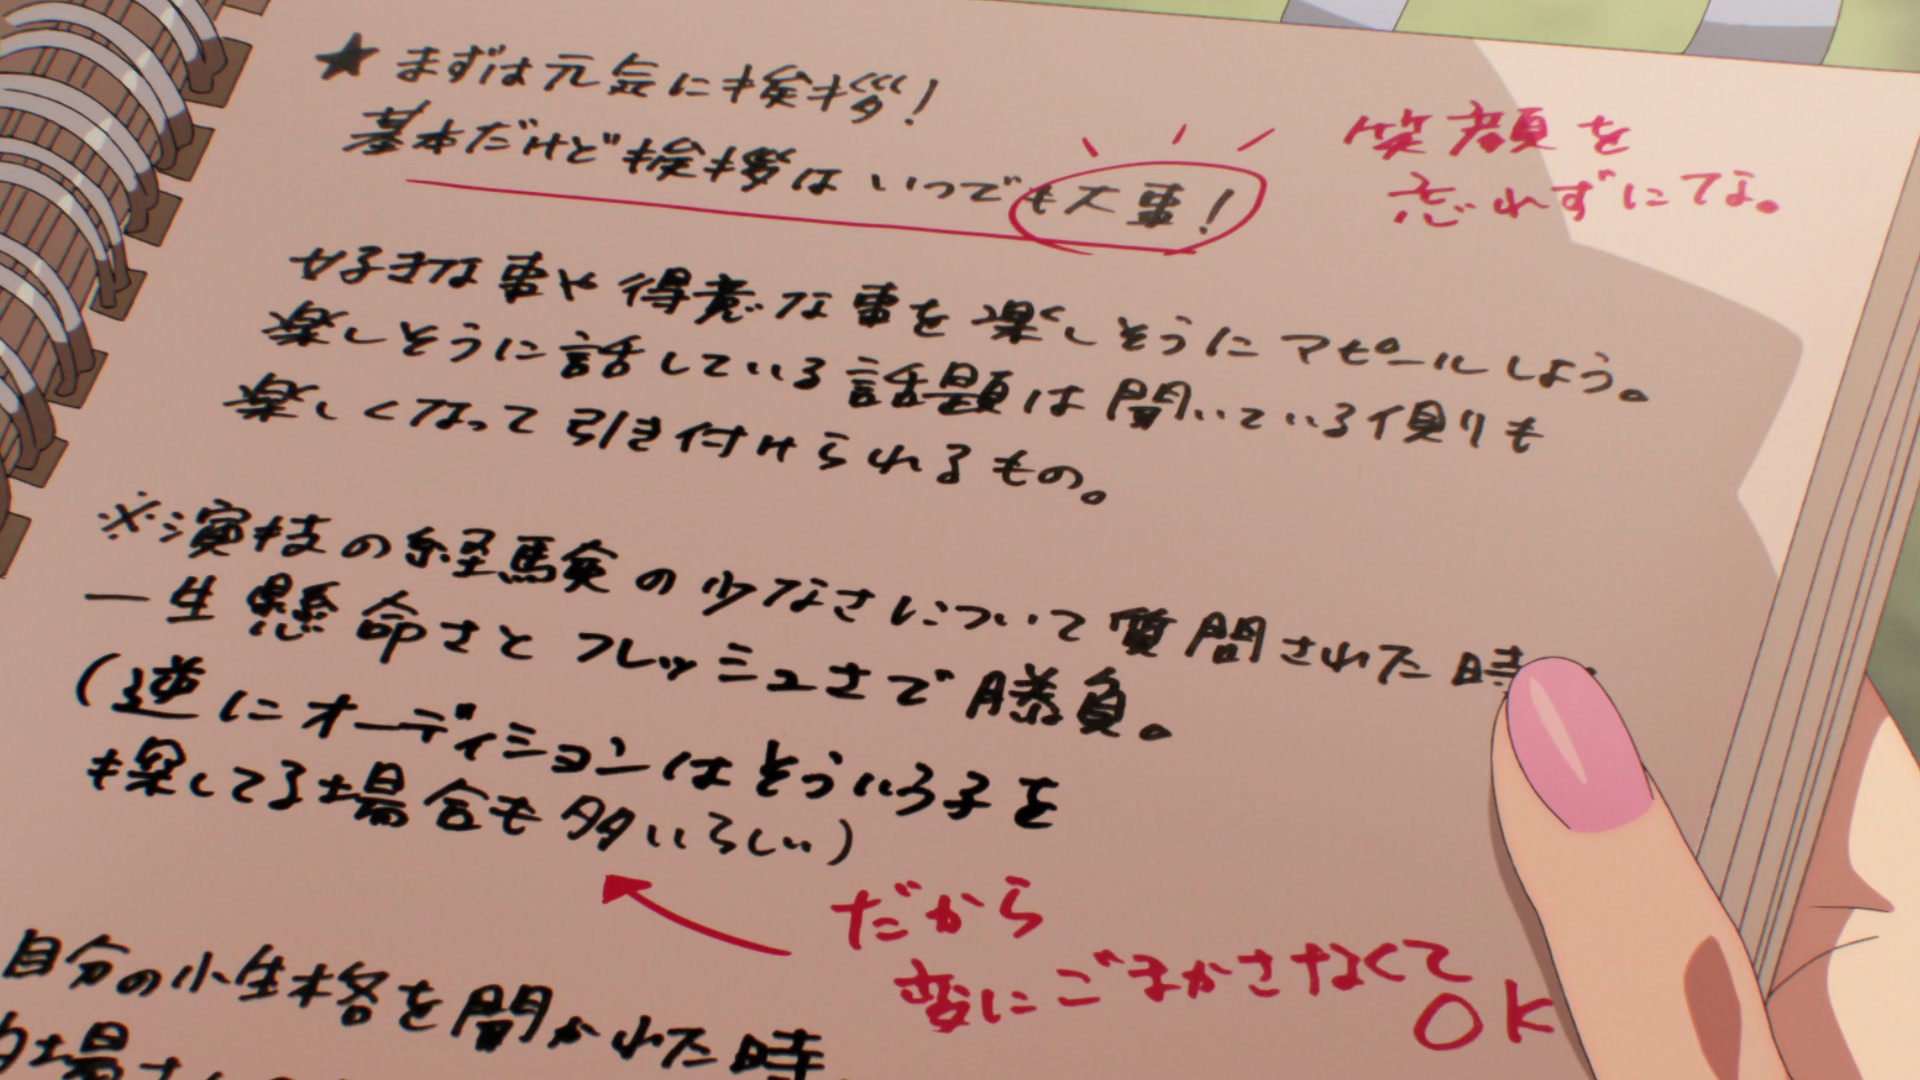 ★まずは元気に挨拶!
基本だけど挨拶はいつでも大事!
笑顔を
忘れずにてな。
好きな事や得意な事を楽しそうにアピールしよう。
楽しそうに話している話題は聞いている側りも
楽しくなって引き付けられるもの。
※演技の経験の少なさについて質問された時
一生懸命さとフレッシュさで勝負。
(逆にオーディションはそういう子を
も探してる場合も多いらしい)
だから
変にごまかさなくて
OK
自分の小性格を聞かれた時